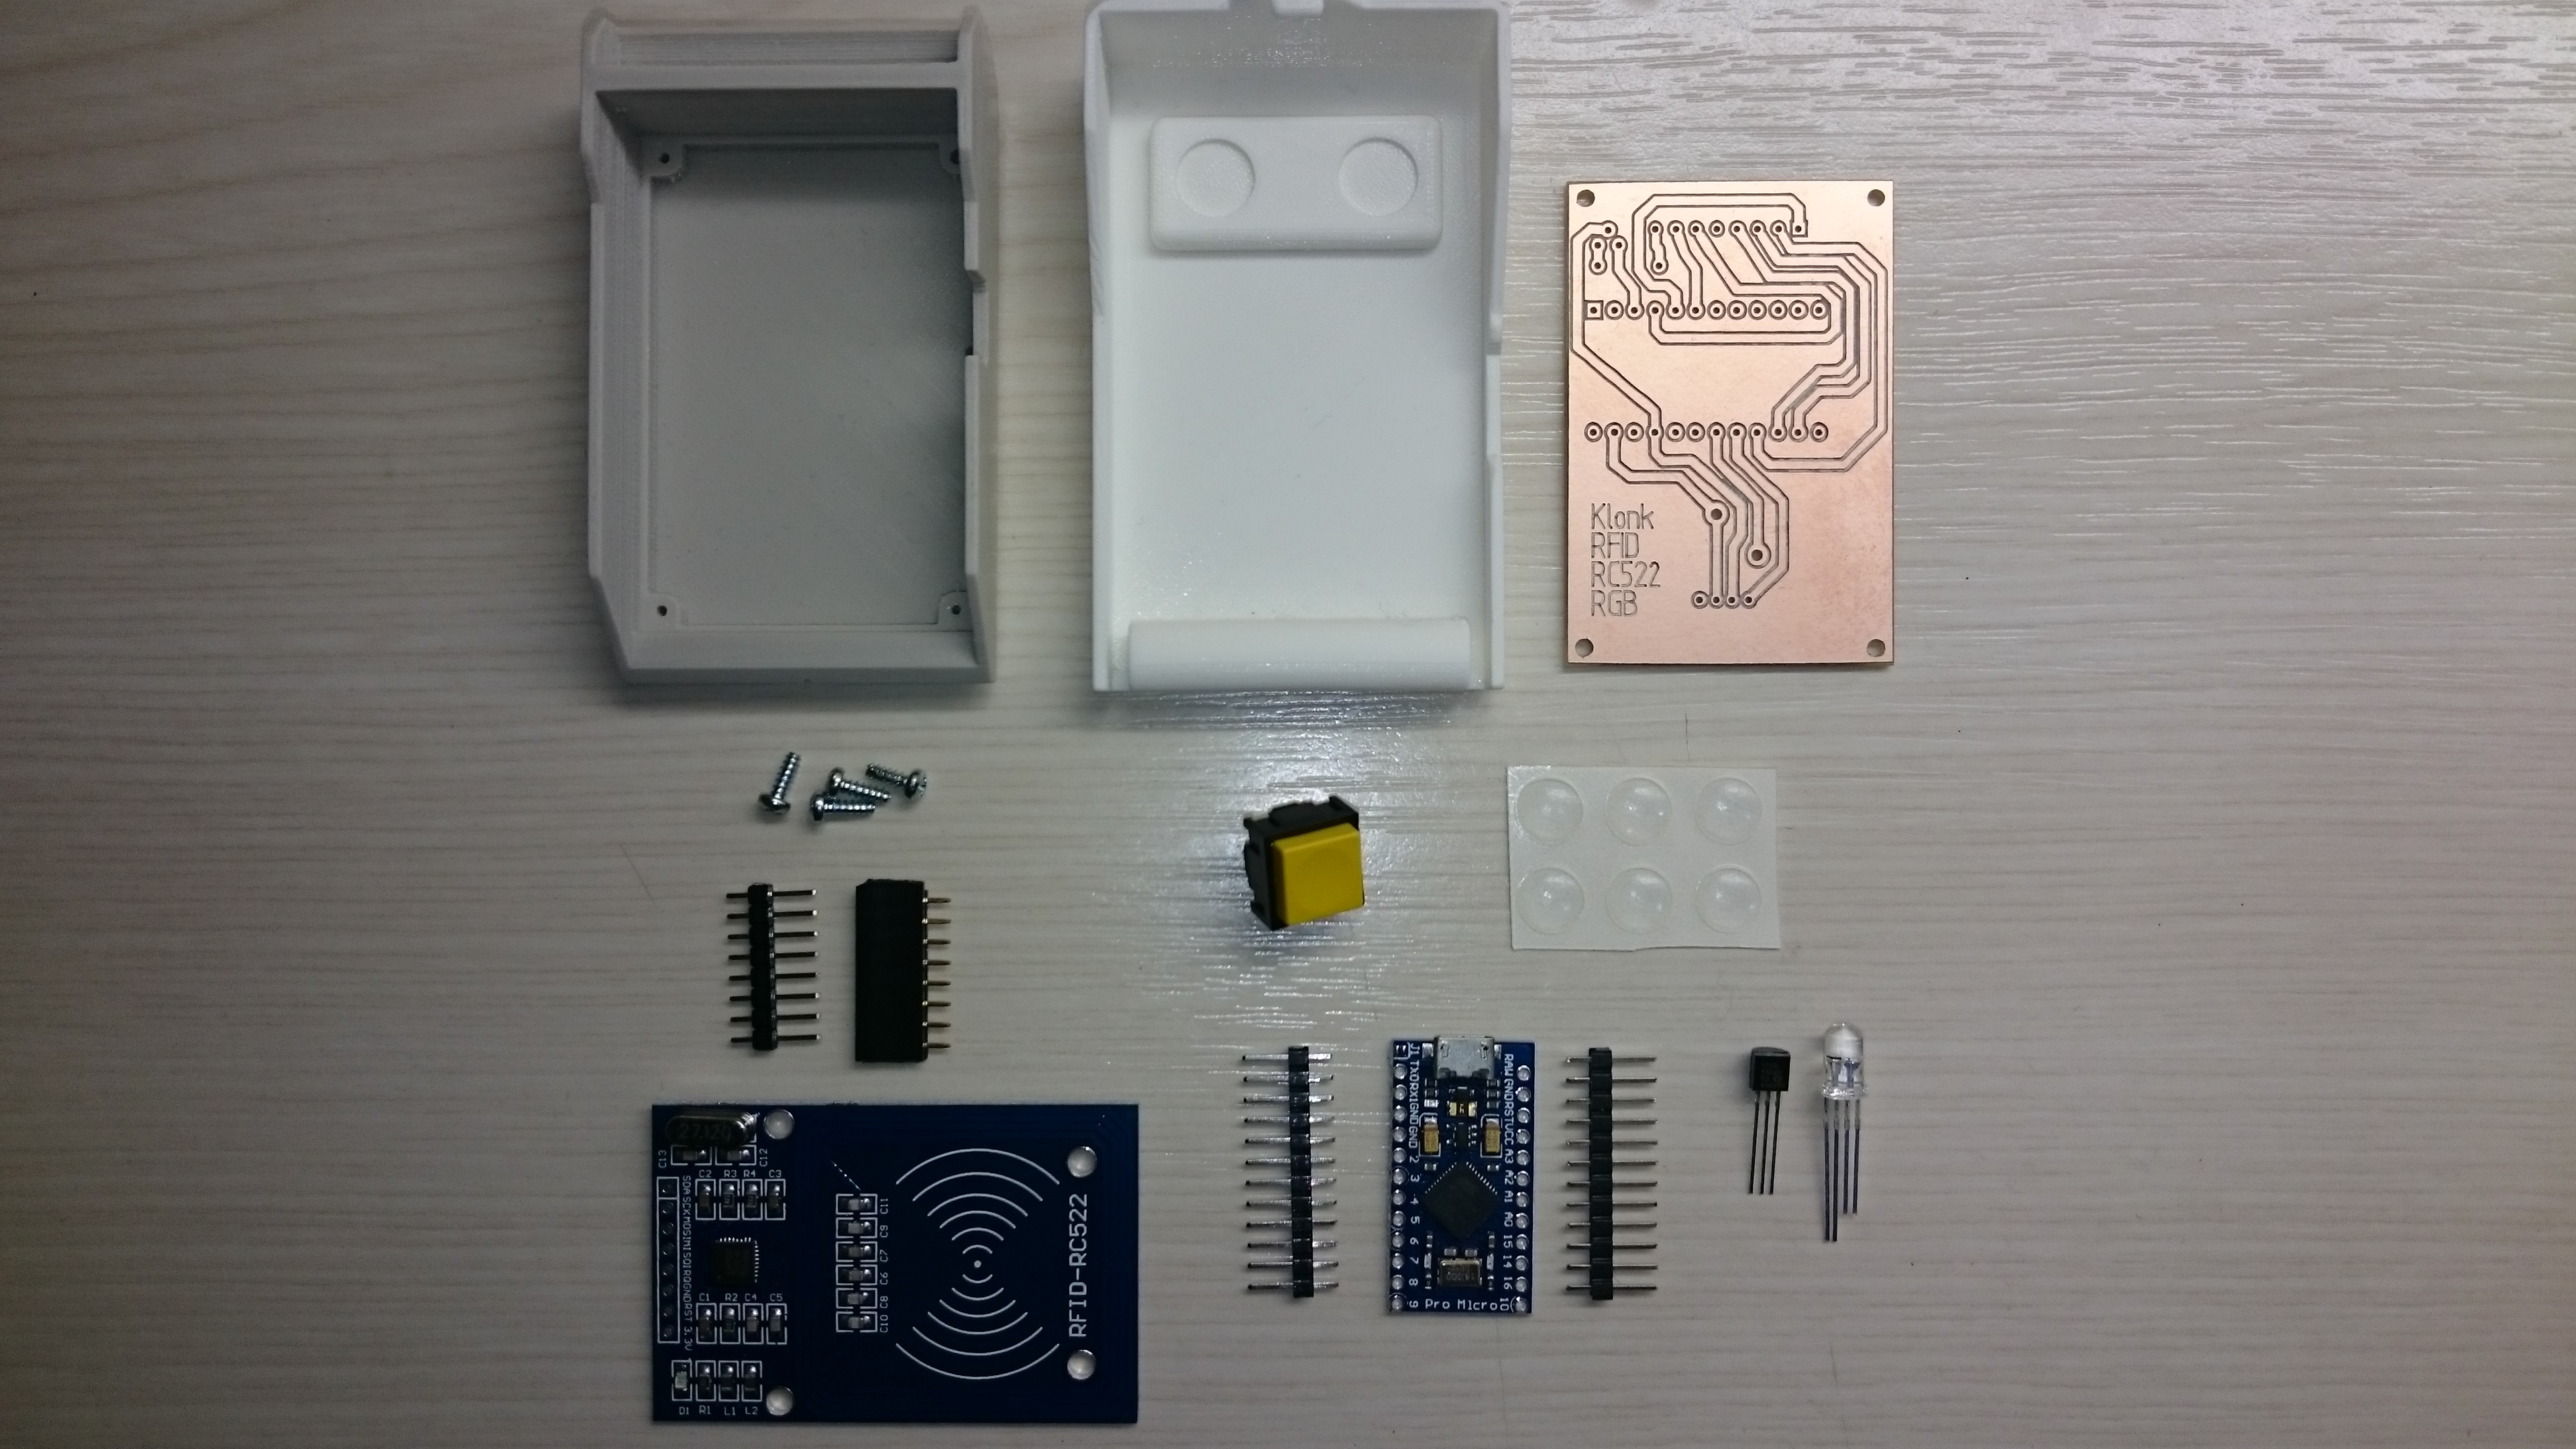 Klonk
RFID
RC522
RGB
27.120
C13
C12
C2 R3 R4 C3
SDA SCK MOSI MISO IRQ GND RST 3.3V
C11
C9
C7
C6
C8
C10
C1 R2 C4 C5
D1 R1 L1 L2
RFID-RC522
J1 TXO RXI GND GND 2 3 4 5 6 7 8 9
RAW GND RST VCC A3 A2 A1 A0 15 14 16 10
Pro Micro